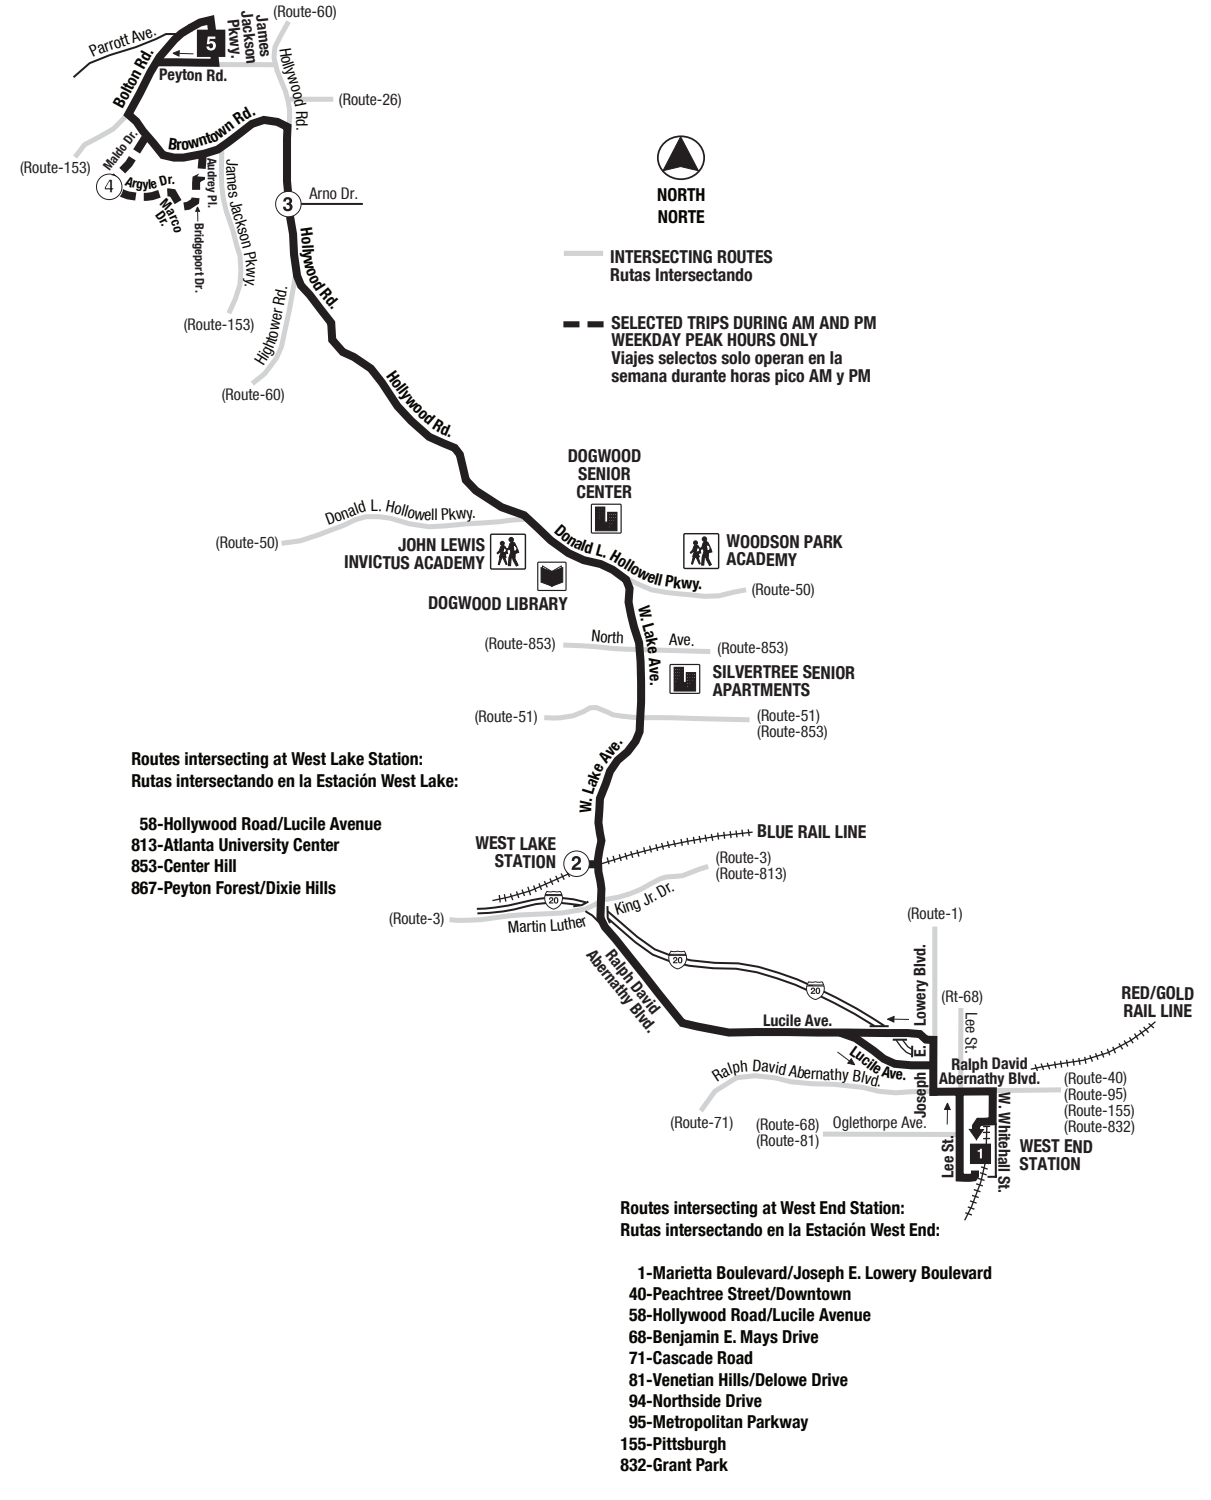 (Route-60)
James
Jackson
Pkwy.
Parrott Ave.
5
Bolton Rd.
Peyton Rd.
Hollywood Rd.
(Route-26)
Browntown Rd.
Maldo Dr.
(Route-153)
4
Argyle Dr.
Marco
Dr.
Audrey Pl.
Bridgeport Dr.
James Jackson Pkwy.
3
Arno Dr.
NORTH
NORTE
Hollywood Rd.
INTERSECTING ROUTES
Rutas Intersectando
(Route-153)
Hightower Rd.
SELECTED TRIPS DURING AM AND PM
WEEKDAY PEAK HOURS ONLY
Viajes selectos solo operan en la
semana durante horas pico AM y PM
(Route-60)
Hollywood Rd.
DOGWOOD
SENIOR
CENTER
Donald L. Hollowell Pkwy.
(Route-50)
JOHN LEWIS
INVICTUS ACADEMY
Donald L. Hollowell Pkwy.
WOODSON PARK
ACADEMY
DOGWOOD LIBRARY
(Route-50)
W. Lake Ave.
(Route-853)
North
Ave.
(Route-853)
SILVERTREE SENIOR
APARTMENTS
(Route-51)
(Route-51)
(Route-853)
W. Lake Ave.
Routes intersecting at West Lake Station:
Rutas intersectando en la Estación West Lake:
58-Hollywood Road/Lucile Avenue
813-Atlanta University Center
853-Center Hill
867-Peyton Forest/Dixie Hills
WEST LAKE
STATION
2
BLUE RAIL LINE
(Route-3)
(Route-813)
20
(Route-3)
Martin Luther
King Jr. Dr.
Ralph David
Abernathy Blvd.
20
20
(Route-1)
Joseph E. Lowery Blvd.
(Rt-68)
Lee St.
RED/GOLD
RAIL LINE
Lucile Ave.
Lucile Ave.
Ralph David Abernathy Blvd.
Ralph David
Abernathy Blvd.
(Route-40)
(Route-95)
(Route-155)
(Route-832)
(Route-71)
(Route-68)
(Route-81)
Oglethorpe Ave.
Lee St.
1
W. Whitehall St.
WEST END
STATION
Routes intersecting at West End Station:
Rutas intersectando en la Estación West End:
1-Marietta Boulevard/Joseph E. Lowery Boulevard
40-Peachtree Street/Downtown
58-Hollywood Road/Lucile Avenue
68-Benjamin E. Mays Drive
71-Cascade Road
81-Venetian Hills/Delowe Drive
94-Northside Drive
95-Metropolitan Parkway
155-Pittsburgh
832-Grant Park